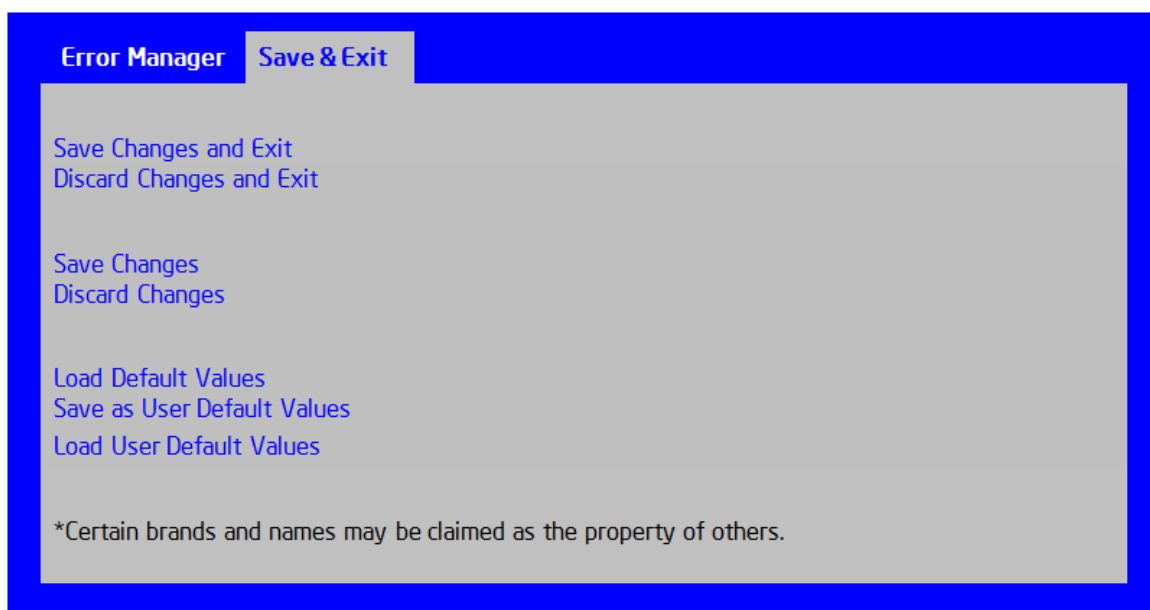 Error Manager Save & Exit
Save Changes and Exit
Discard Changes and Exit
Save Changes
Discard Changes
Load Default Values
Save as User Default Values
Load User Default Values
*Certain brands and names may be claimed as the property of others.